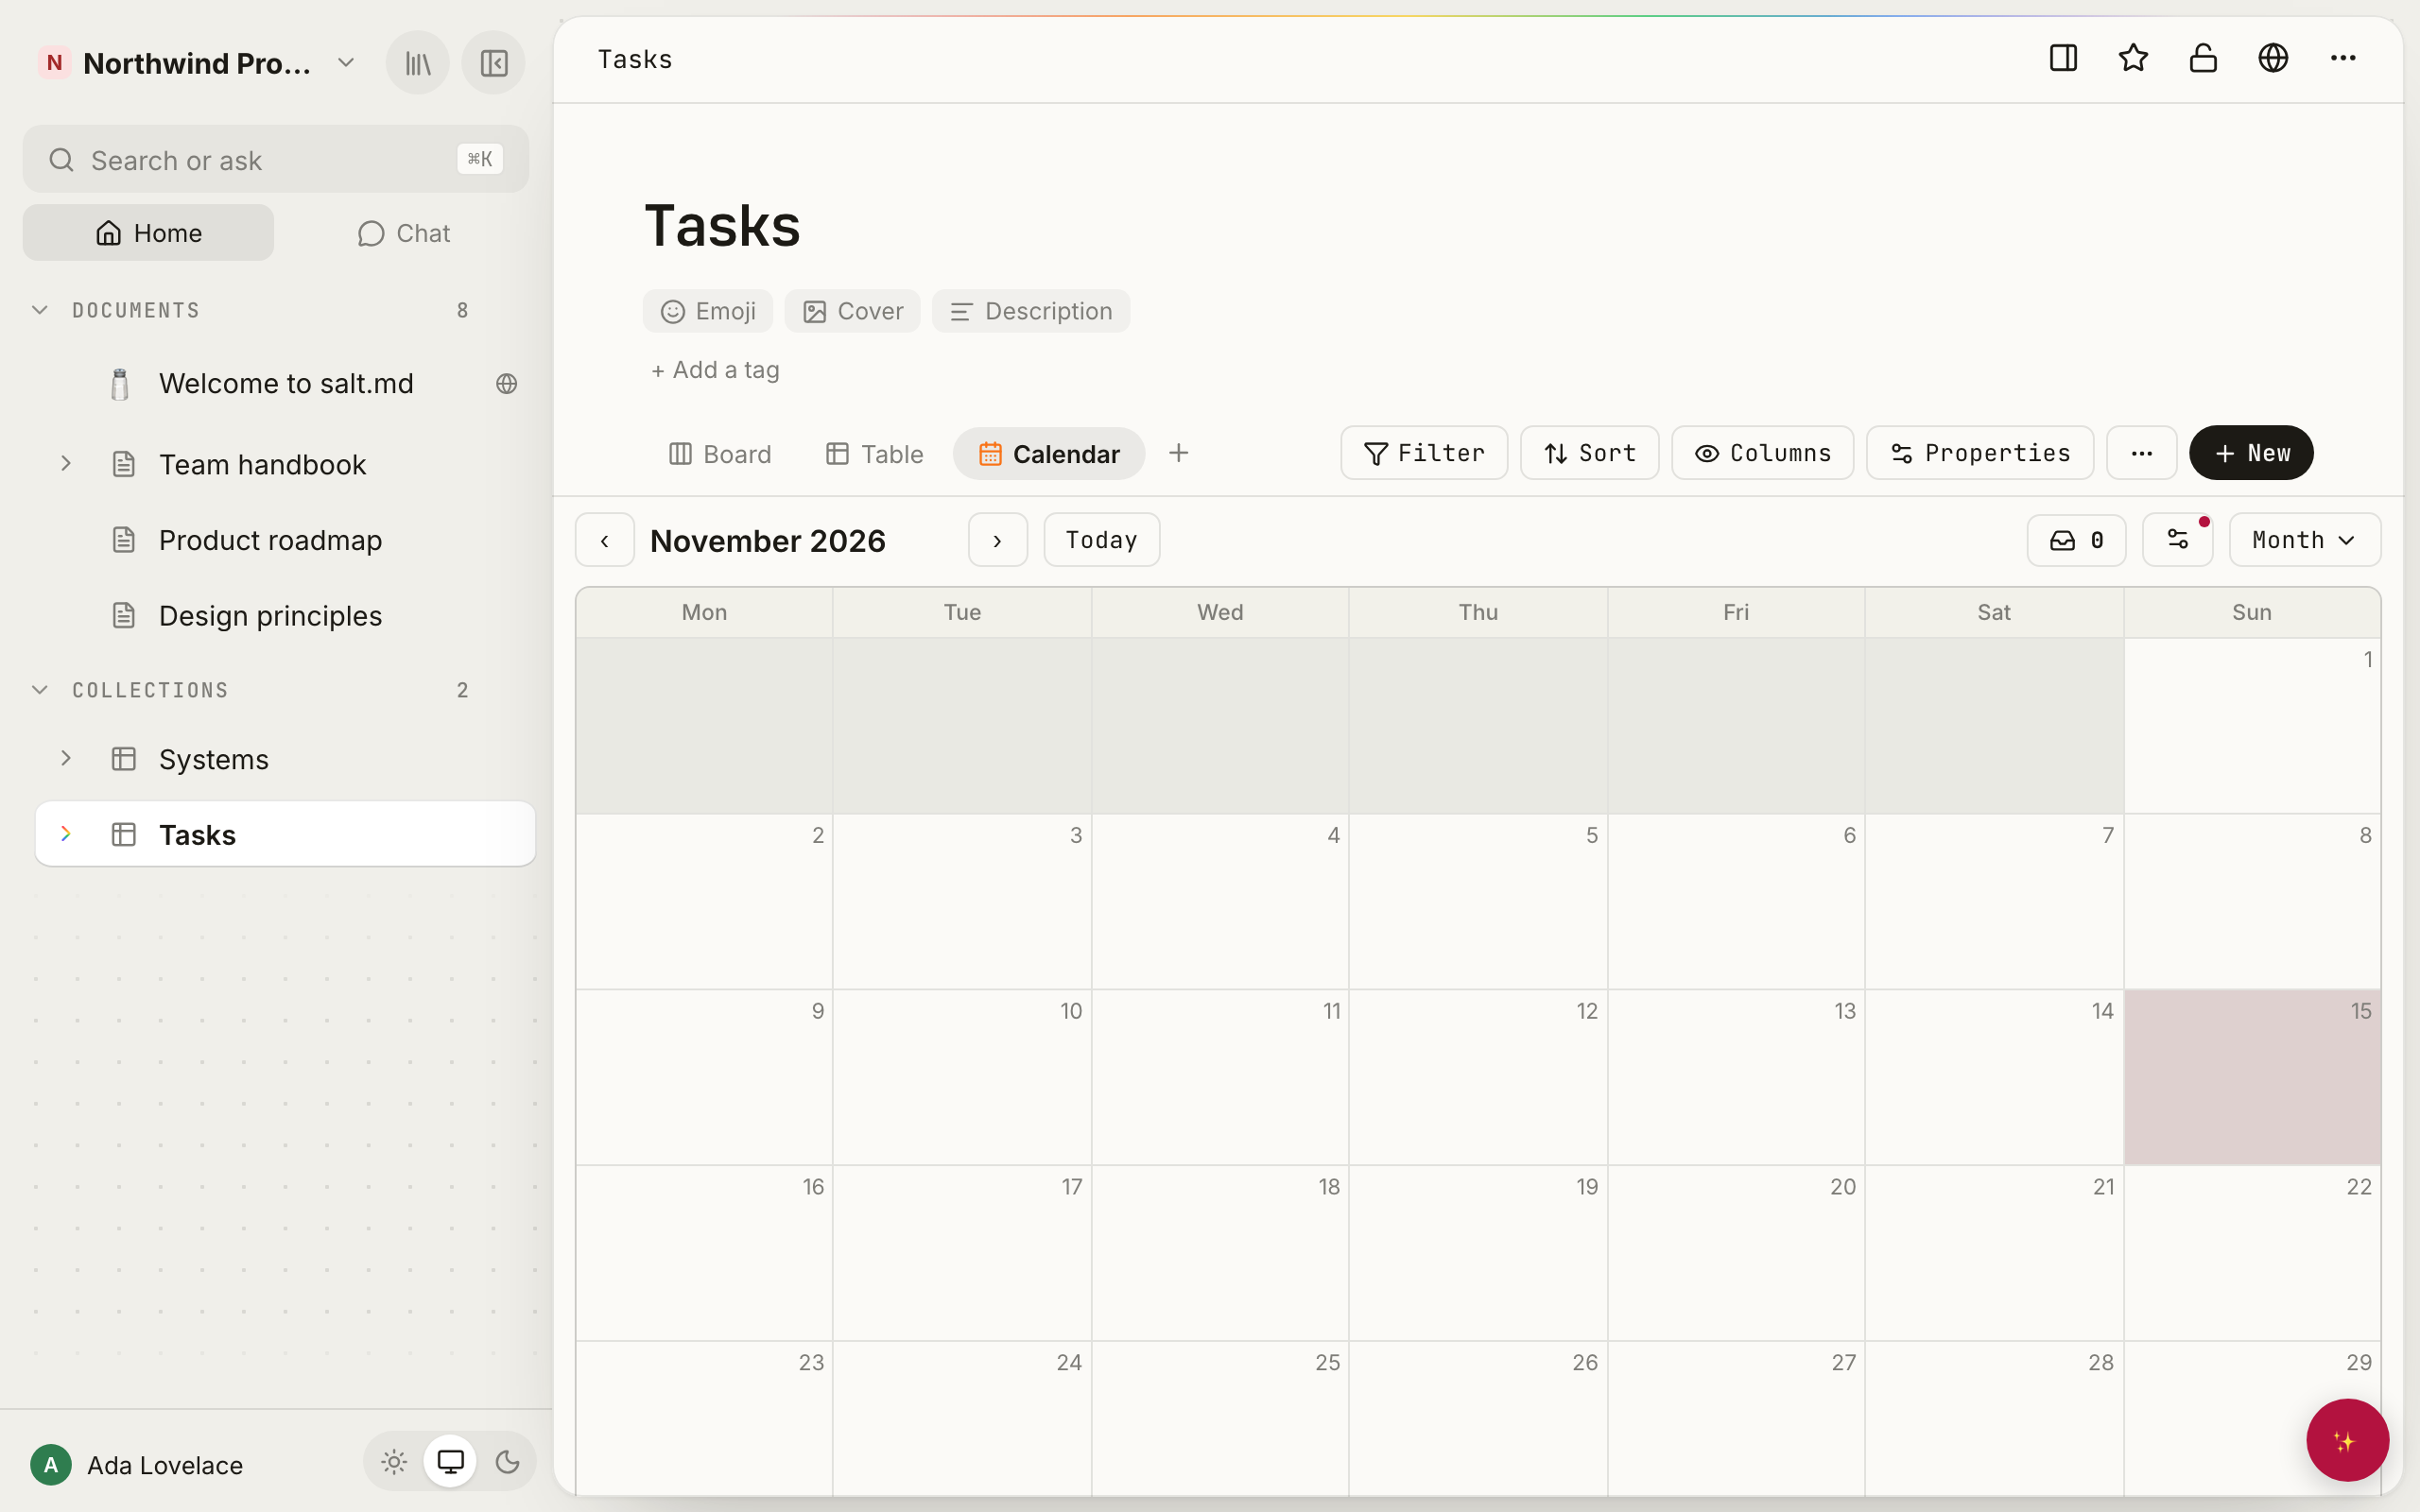 N Northwind Pro...
Search or ask ⌘K
Home Chat
DOCUMENTS 8
Welcome to salt.md
Team handbook
Product roadmap
Design principles
COLLECTIONS 2
Systems
Tasks
A Ada Lovelace
Tasks
Tasks
Emoji Cover Description
+ Add a tag
Board Table Calendar + Filter Sort Columns Properties ... + New
‹ November 2026 › Today 0 Month
Mon Tue Wed Thu Fri Sat Sun
1
2 3 4 5 6 7 8
9 10 11 12 13 14 15
16 17 18 19 20 21 22
23 24 25 26 27 28 29